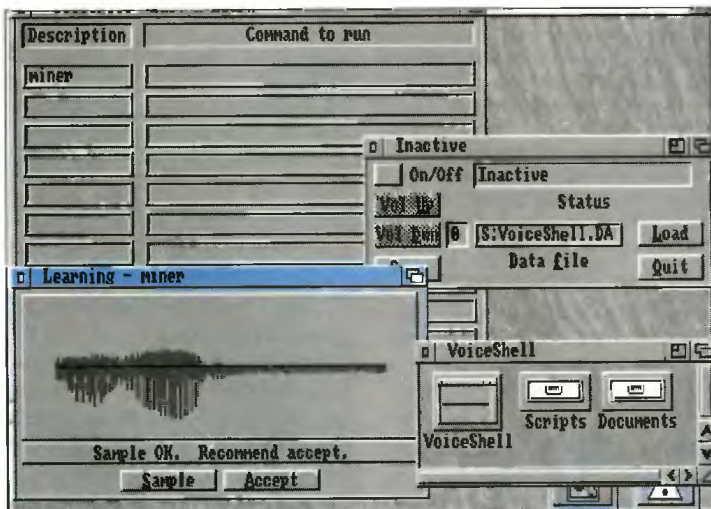 Description
Command to run
miner
Inactive
On/Off
Inactive
Vol Up
Status
Vol Dwn
0
S:VoiceShell.DA
Load
Data file
Quit
Learning - miner
VoiceShell
Sample OK. Recommend accept.
Sample
Accept
VoiceShell
Scripts
Documents